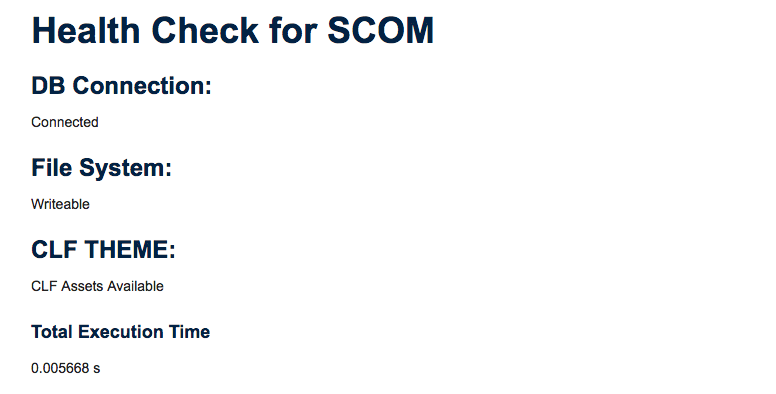 Health Check for SCOM
DB Connection:
Connected
File System:
Writeable
CLF THEME:
CLF Assets Available
Total Execution Time
0.005668 s